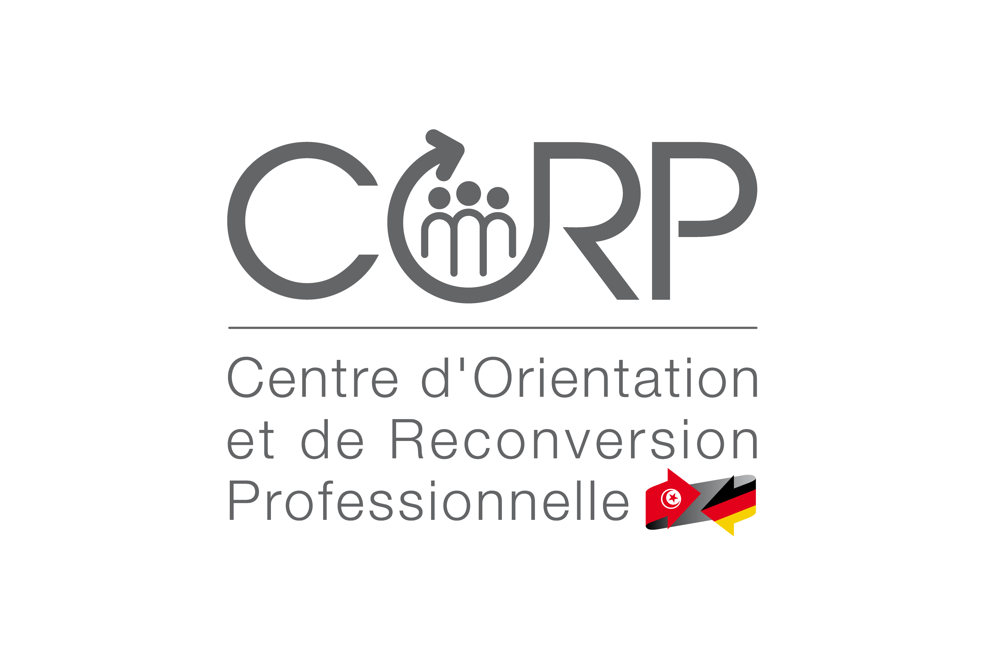 CORP
Centre d'Orientation
et de Reconversion
Professionnelle